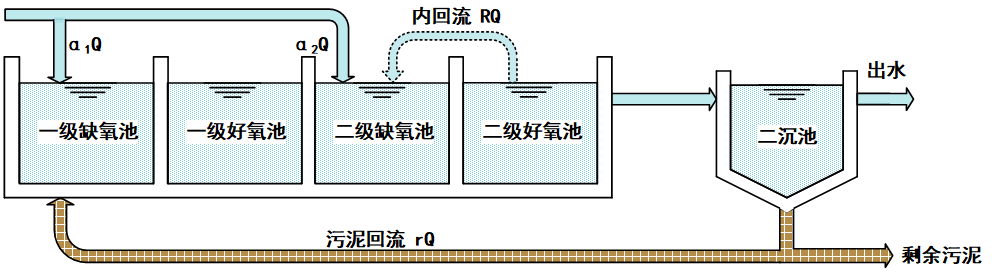 内回流 RQ
α1Q
α2Q
出水
一级缺氧池
一级好氧池
二级缺氧池
二级好氧池
二沉池
污泥回流 rQ
剩余污泥